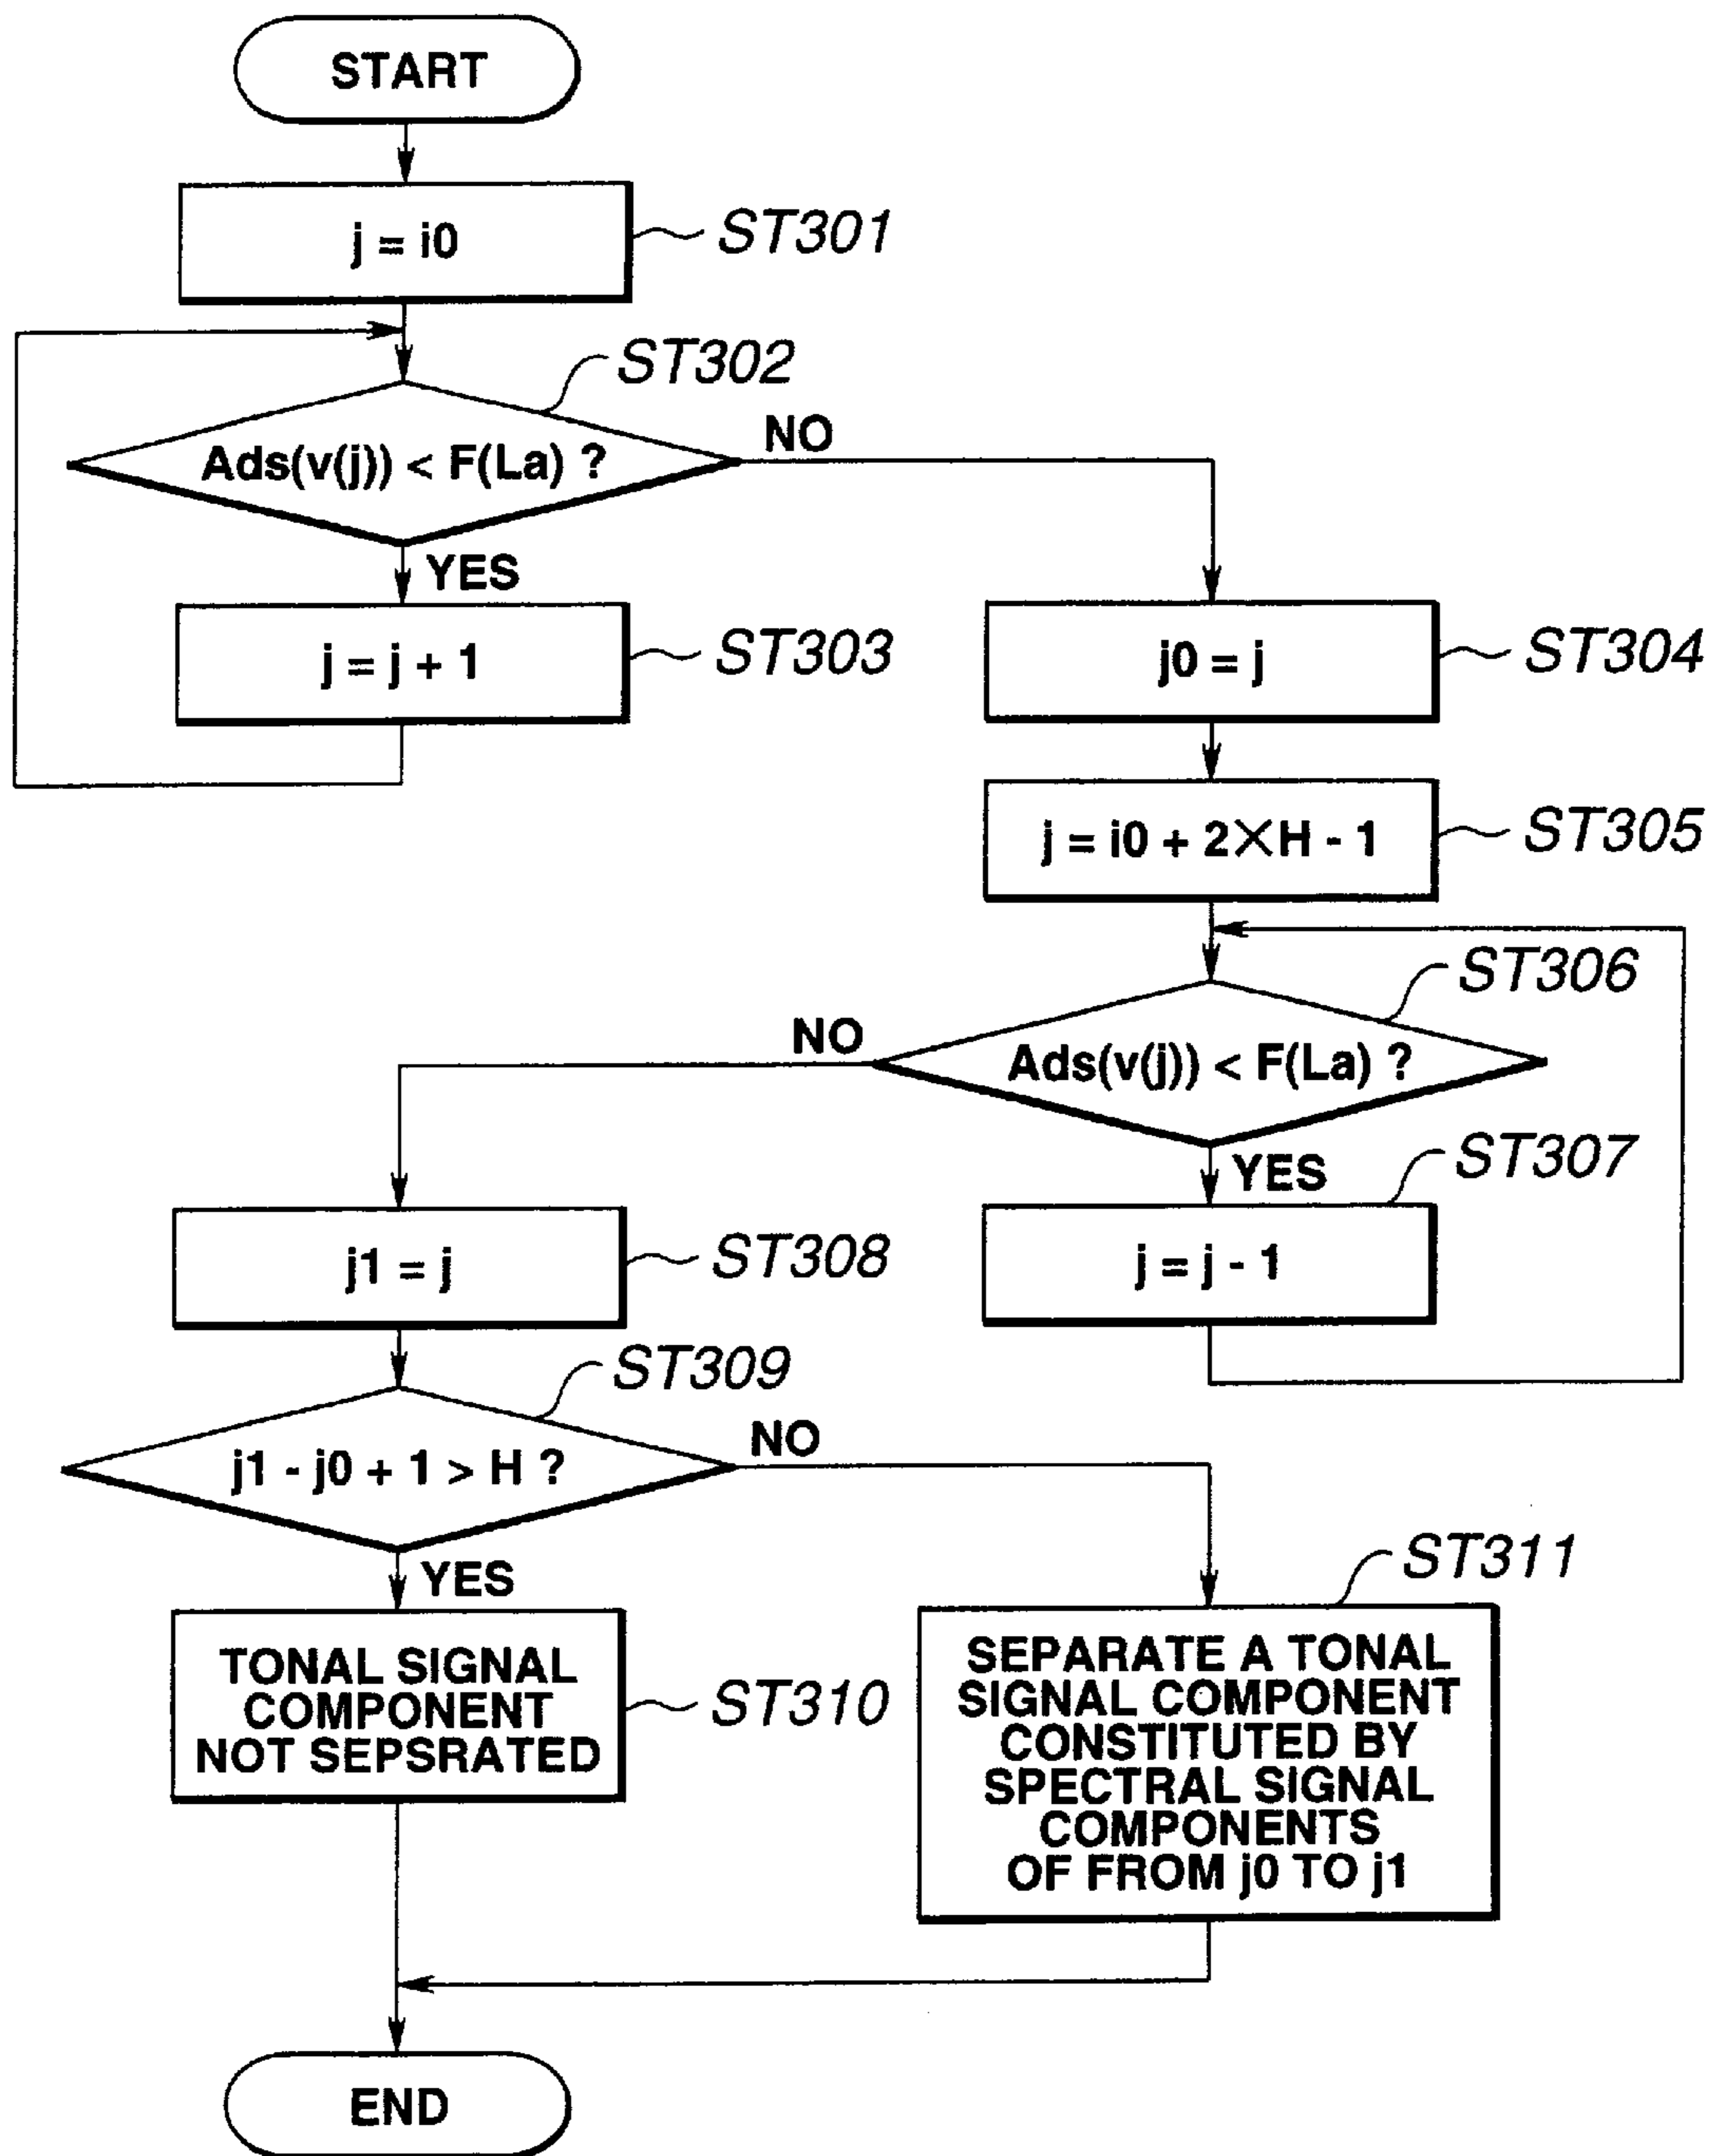 START
j = i0
ST301
ST302
Ads(v(j)) < F(La) ?
NO
YES
j = j + 1
ST303
j0 = j
ST304
j = i0 + 2×H - 1
ST305
ST306
NO
Ads(v(j)) < F(La) ?
YES
ST307
j = j - 1
j1 = j
ST308
ST309
j1 - j0 + 1 > H ?
NO
YES
TONAL SIGNAL
COMPONENT
NOT SEPSRATED
ST310
ST311
SEPARATE A TONAL
SIGNAL COMPONENT
CONSTITUTED BY
SPECTRAL SIGNAL
COMPONENTS
OF FROM j0 TO j1
END